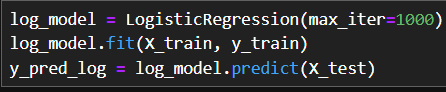 log_model = LogisticRegression(max_iter=1000)
log_model.fit(X_train, y_train)
y_pred_log = log_model.predict(X_test)